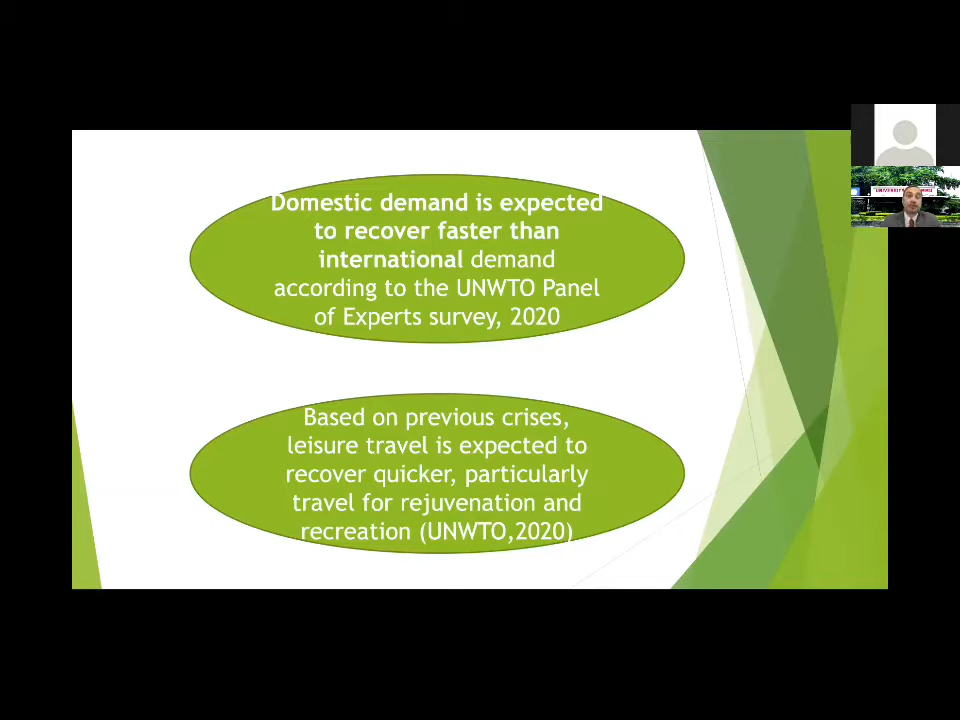 Domestic demand is expected
to recover faster than
international demand
according to the UNWTO Panel
of Experts survey, 2020
Based on previous crises,
leisure travel is expected to
recover quicker, particularly
travel for rejuvenation and
recreation (UNWTO,2020)